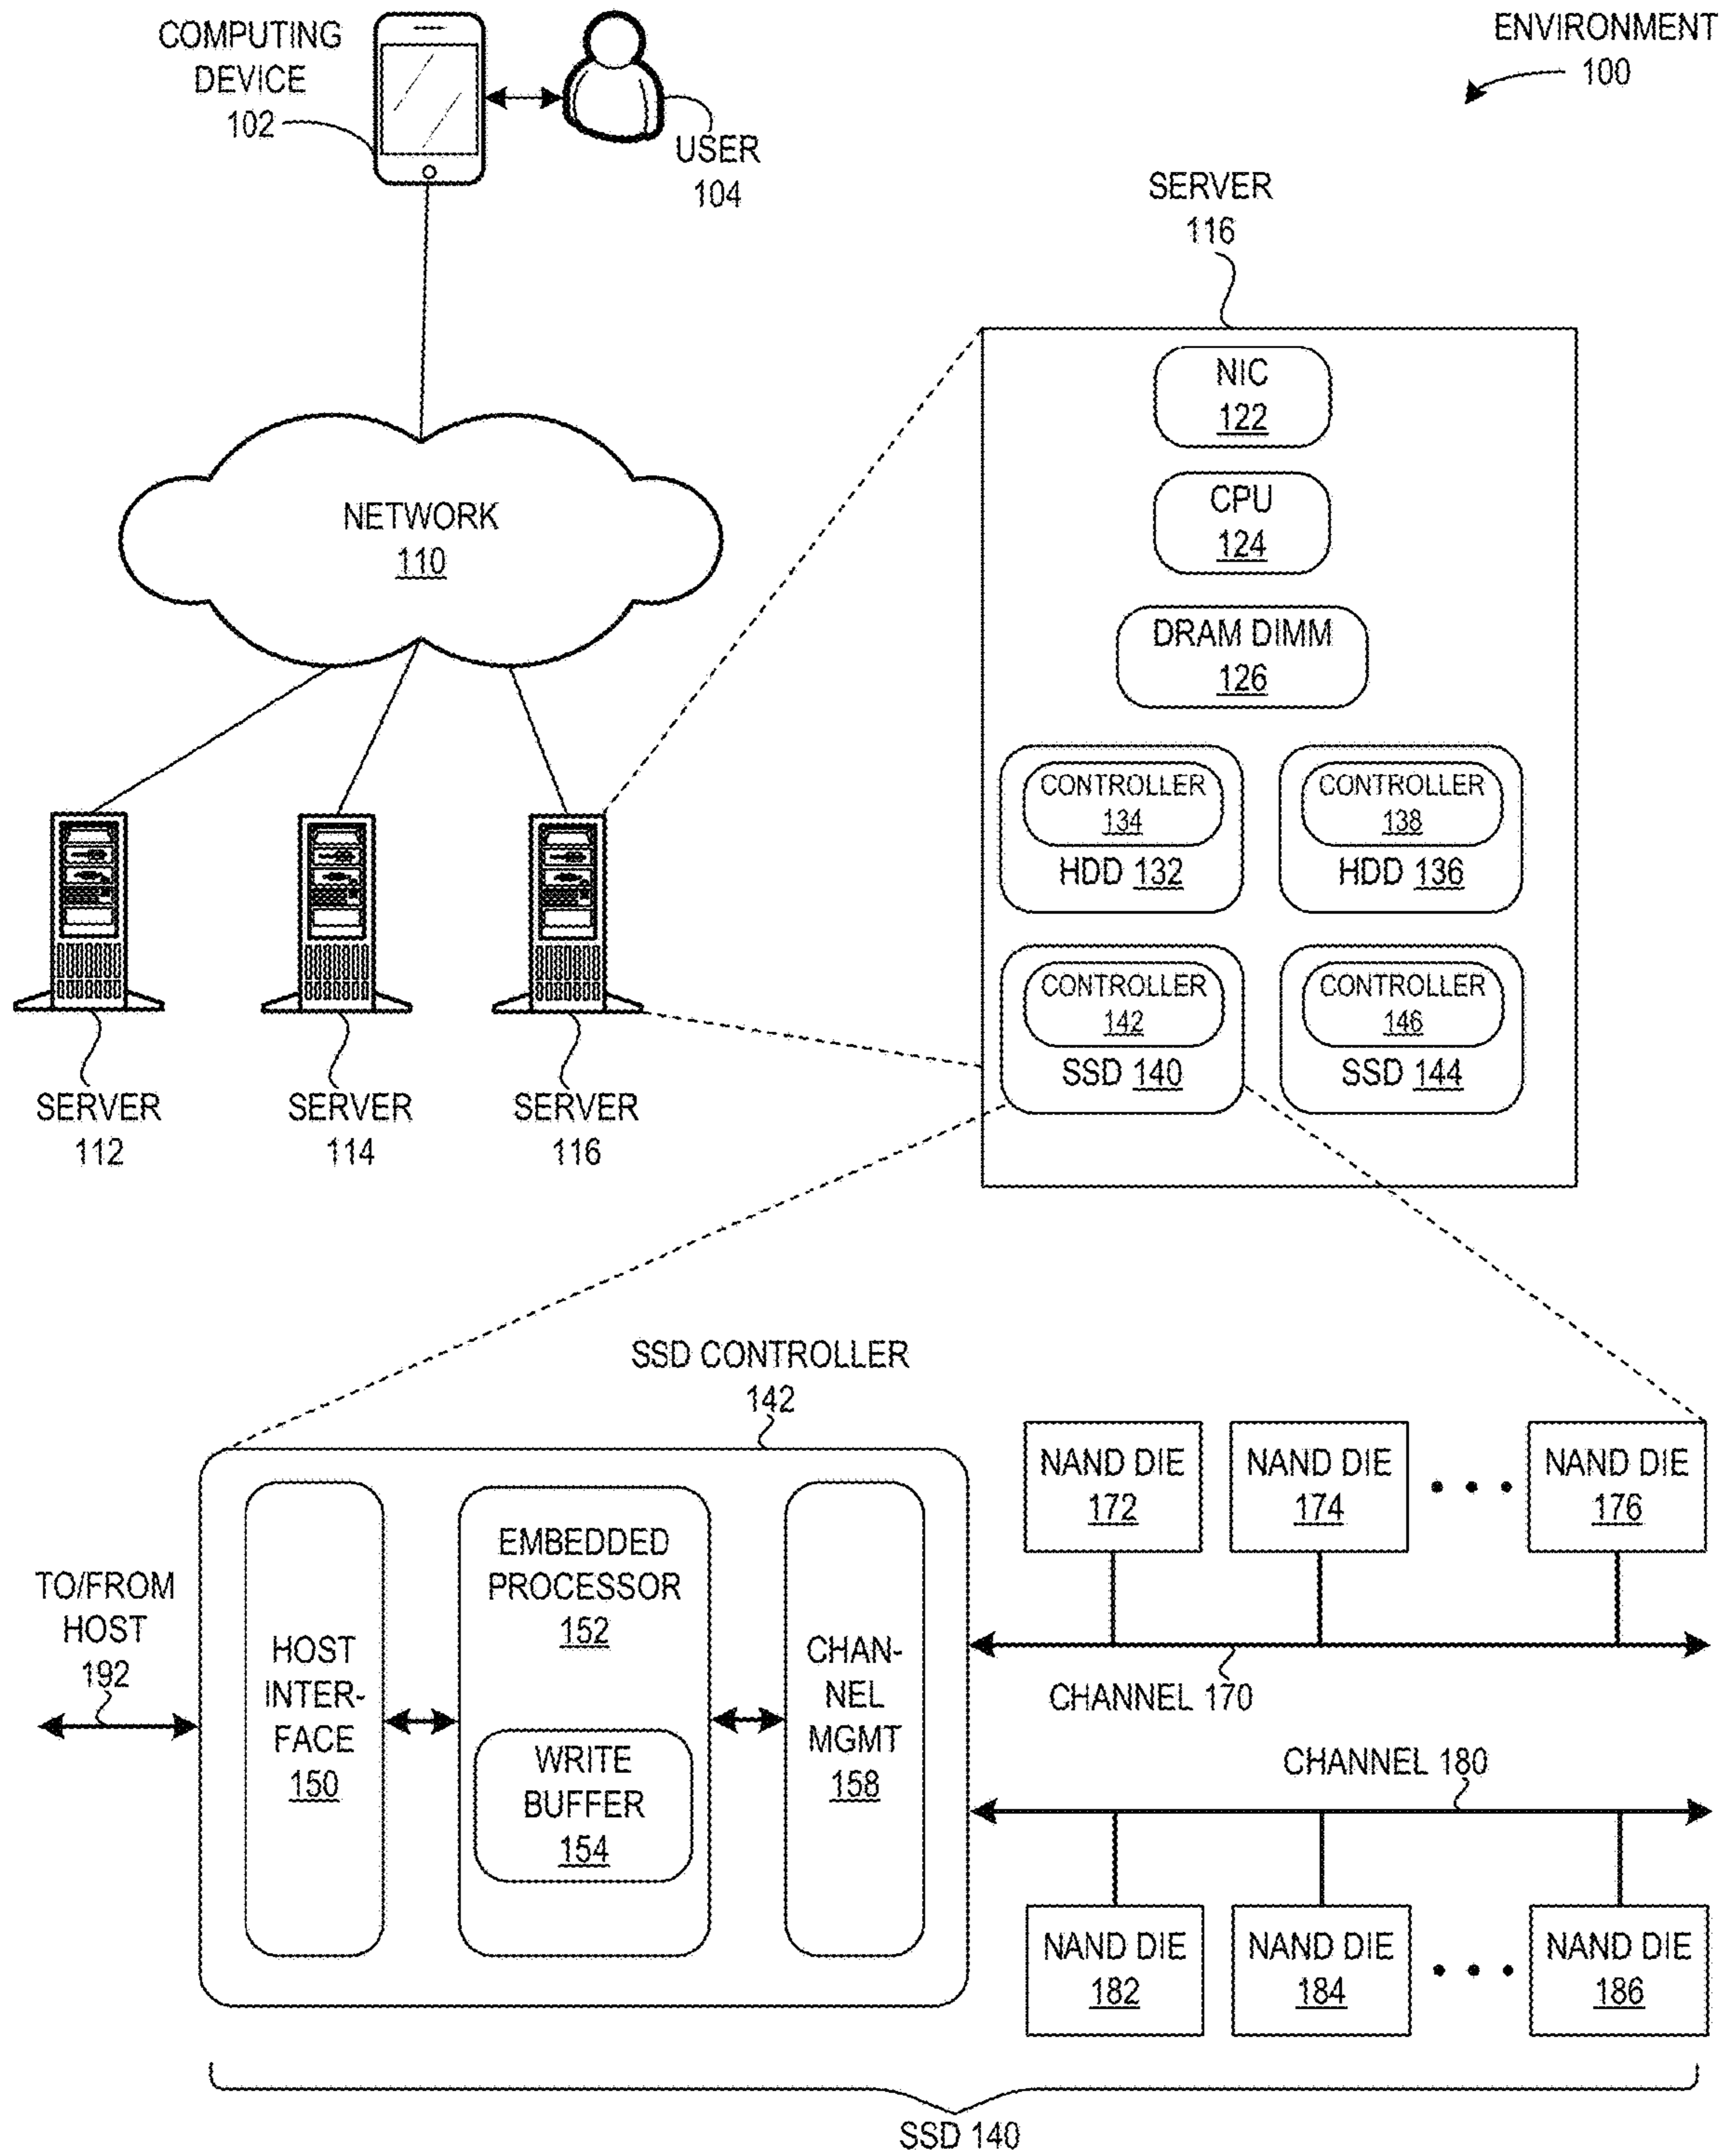 COMPUTING
DEVICE
102
USER
104
ENVIRONMENT
100
SERVER
116
NIC
122
CPU
124
DRAM DIMM
126
CONTROLLER
134
HDD 132
CONTROLLER
138
HDD 136
CONTROLLER
142
SSD 140
CONTROLLER
146
SSD 144
NETWORK
110
SERVER
112
SERVER
114
SERVER
116
SSD CONTROLLER
142
TO/FROM
HOST
192
HOST
INTER-
FACE
150
EMBEDDED
PROCESSOR
152
WRITE
BUFFER
154
CHAN-
NEL
MGMT
158
NAND DIE
172
NAND DIE
174
• • •
NAND DIE
176
CHANNEL 170
CHANNEL 180
NAND DIE
182
NAND DIE
184
• • •
NAND DIE
186
SSD 140